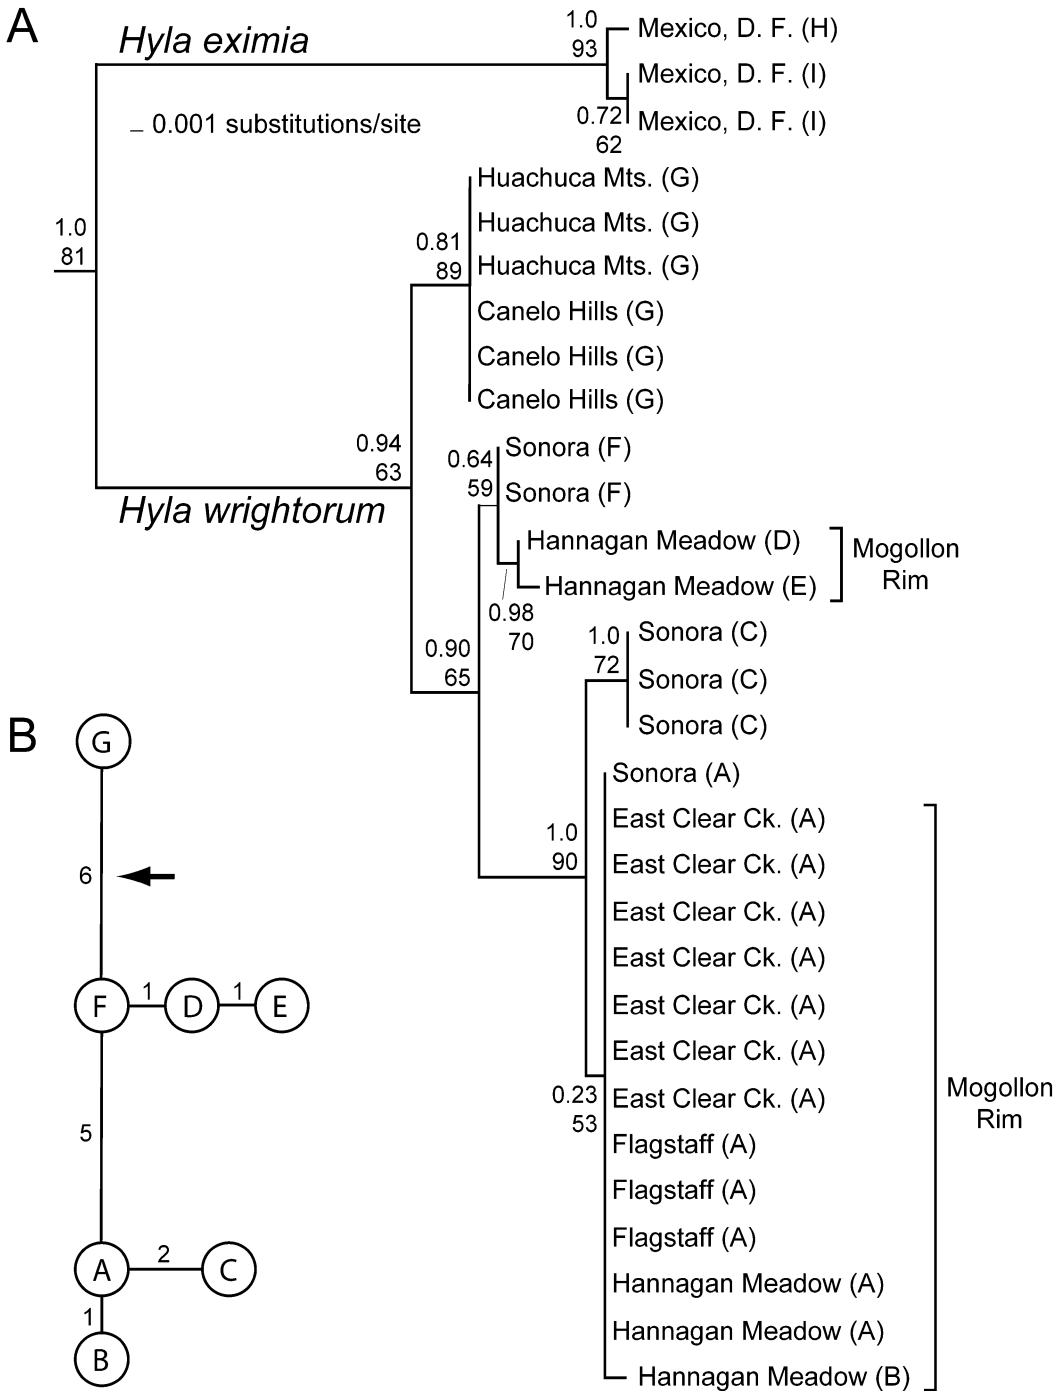 A
Hyla eximia
1.0
93
Mexico, D. F. (H)
Mexico, D. F. (I)
0.001 substitutions/site
0.72
62
Mexico, D. F. (I)
Huachuca Mts. (G)
Huachuca Mts. (G)
1.0
81
0.81
89
Huachuca Mts. (G)
Canelo Hills (G)
Canelo Hills (G)
Canelo Hills (G)
0.94
63
Hyla wrightorum
0.64
59
Sonora (F)
Sonora (F)
Hannagan Meadow (D)
Hannagan Meadow (E)
Mogollon
Rim
0.98
70
0.90
65
1.0
72
Sonora (C)
Sonora (C)
Sonora (C)
Sonora (A)
East Clear Ck. (A)
1.0
90
East Clear Ck. (A)
East Clear Ck. (A)
East Clear Ck. (A)
East Clear Ck. (A)
East Clear Ck. (A)
0.23
53
East Clear Ck. (A)
Flagstaff (A)
Flagstaff (A)
Flagstaff (A)
Hannagan Meadow (A)
Hannagan Meadow (A)
Hannagan Meadow (B)
Mogollon
Rim
B
G
6
F
1
D
1
E
5
A
2
C
1
B